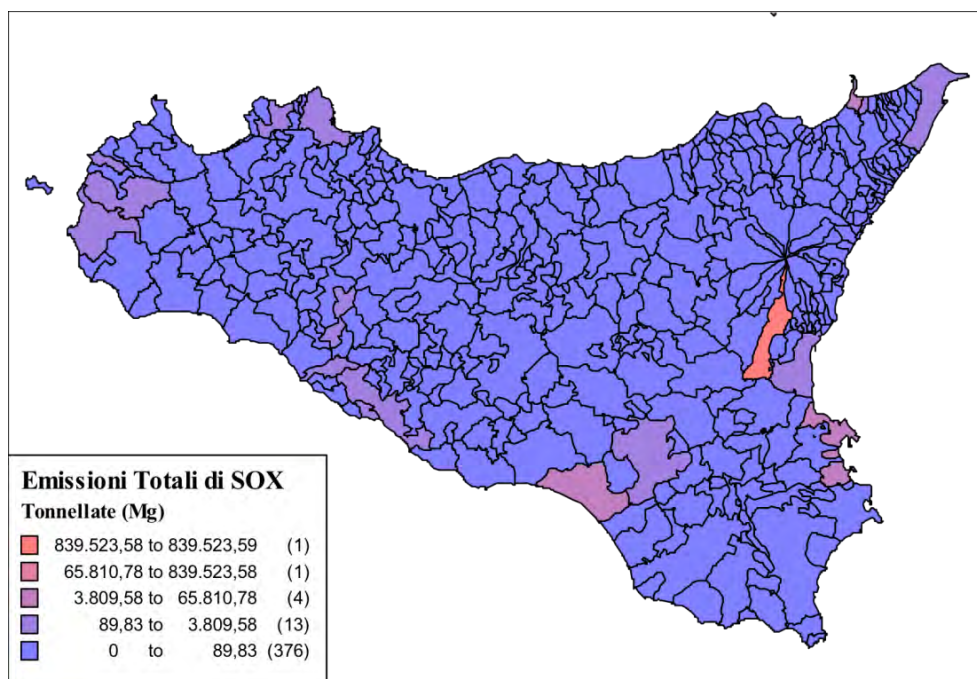 Emissioni Totali di SOX
Tonnellate (Mg)
839.523,58 to 839.523,59 (1)
65.810,78 to 839.523,58 (1)
3.809,58 to 65.810,78 (4)
89,83 to 3.809,58 (13)
0 to 89,83 (376)